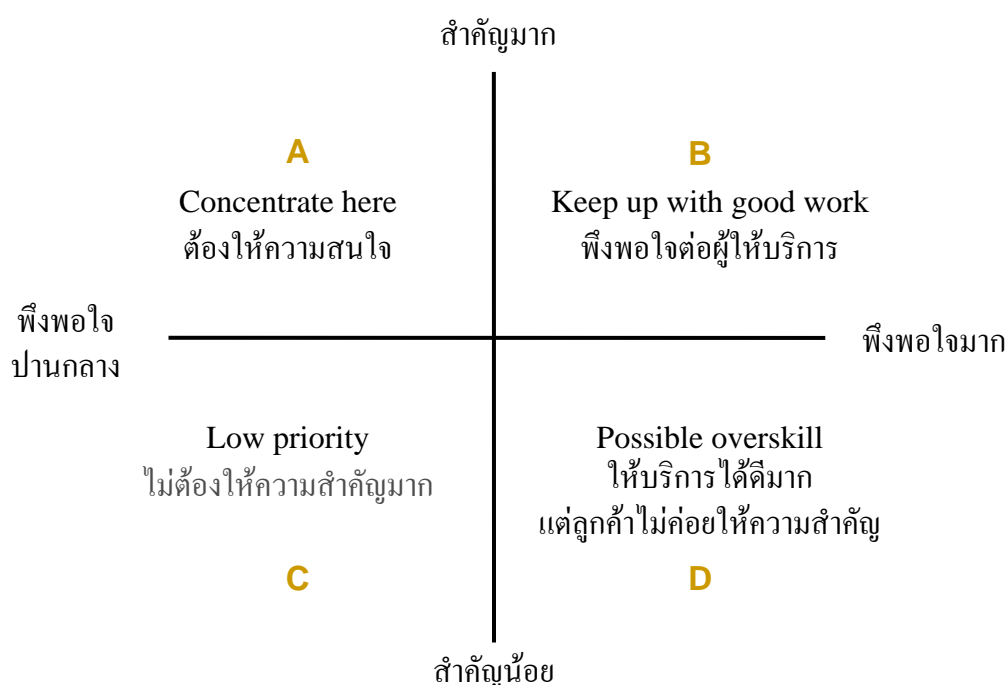 สำคัญมาก
A
B
Concentrate here
ต้องให้ความสนใจ
Keep up with good work
พึงพอใจต่อผู้ให้บริการ
พึงพอใจ
ปานกลาง
พึงพอใจมาก
Low priority
ไม่ต้องให้ความสำคัญมาก
Possible overskill
ให้บริการได้ดีมาก
แต่ลูกค้าไม่ค่อยให้ความสำคัญ
C
D
สำคัญน้อย